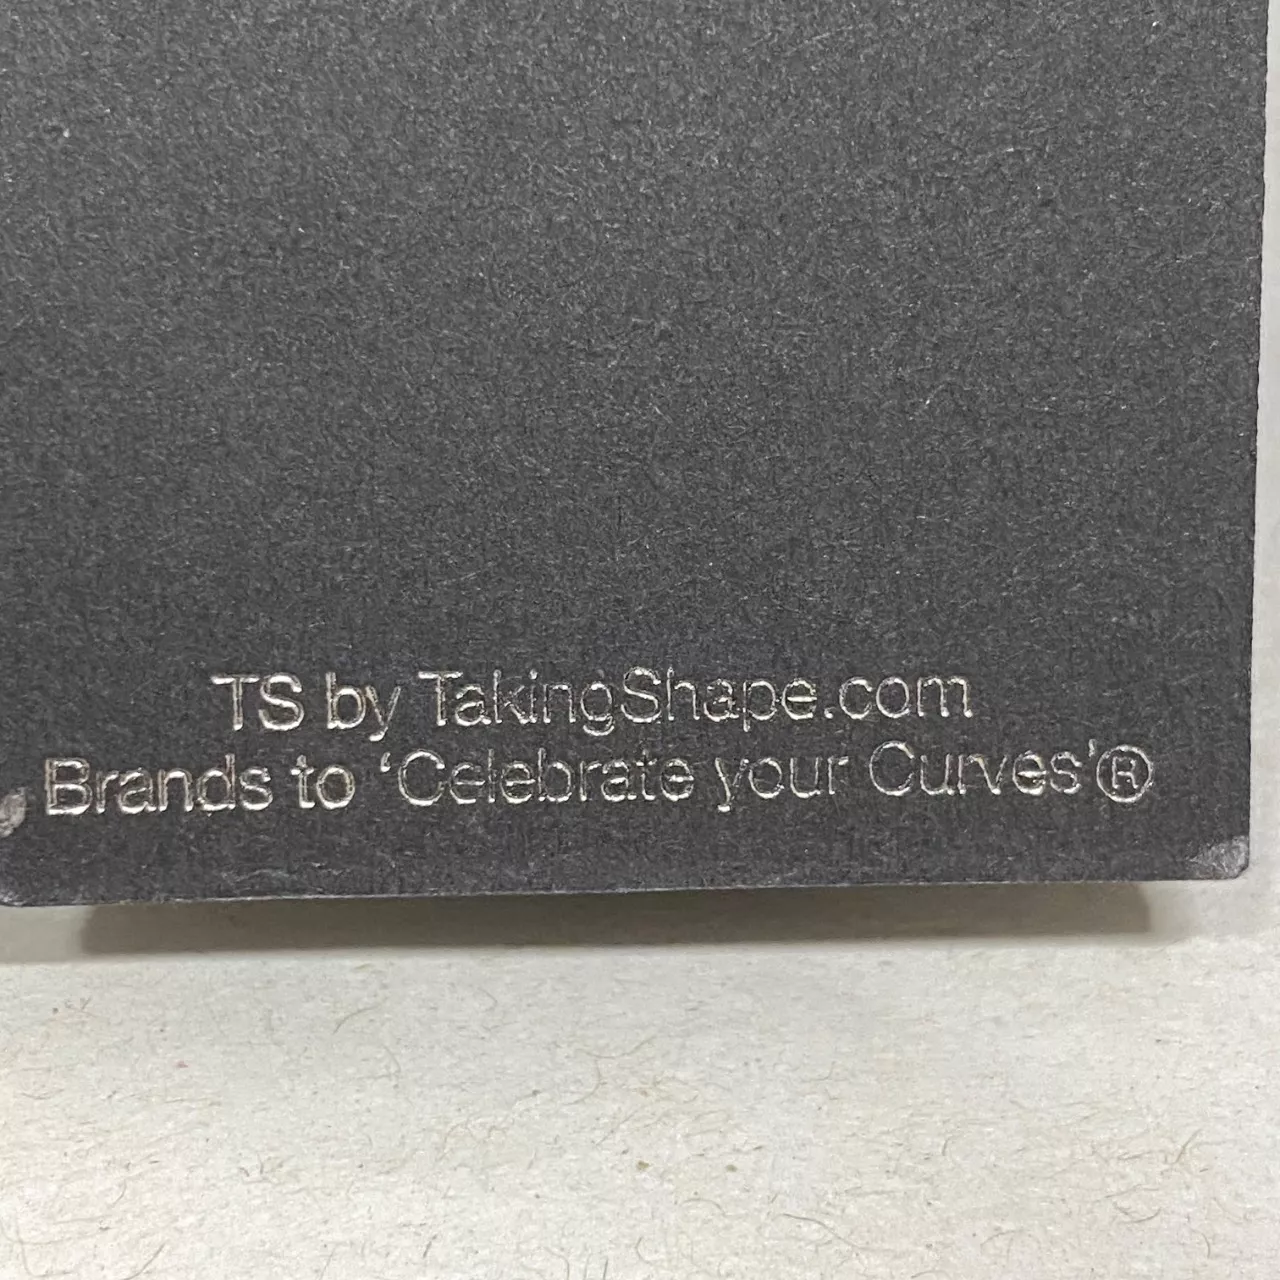 TS by TakingShape.com
Brands to ‘Celebrate your Curves’®